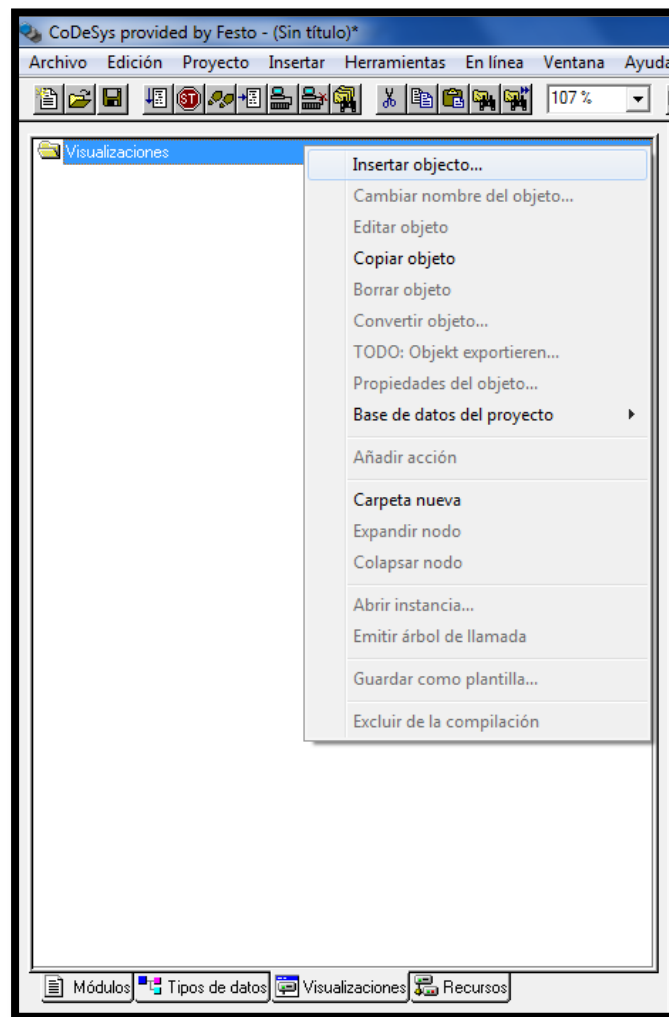 CoDeSys provided by Festo - (Sin título)*
Archivo Edición Proyecto Insertar Herramientas En línea Ventana Ayuda
ST 107 %
Visualizaciones
Insertar objecto...
Cambiar nombre del objeto...
Editar objeto
Copiar objeto
Borrar objeto
Convertir objeto...
TODO: Objekt exportieren...
Propiedades del objeto...
Base de datos del proyecto
Añadir acción
Carpeta nueva
Expandir nodo
Colapsar nodo
Abrir instancia...
Emitir árbol de llamada
Guardar como plantilla...
Excluir de la compilación
Módulos Tipos de datos Visualizaciones Recursos